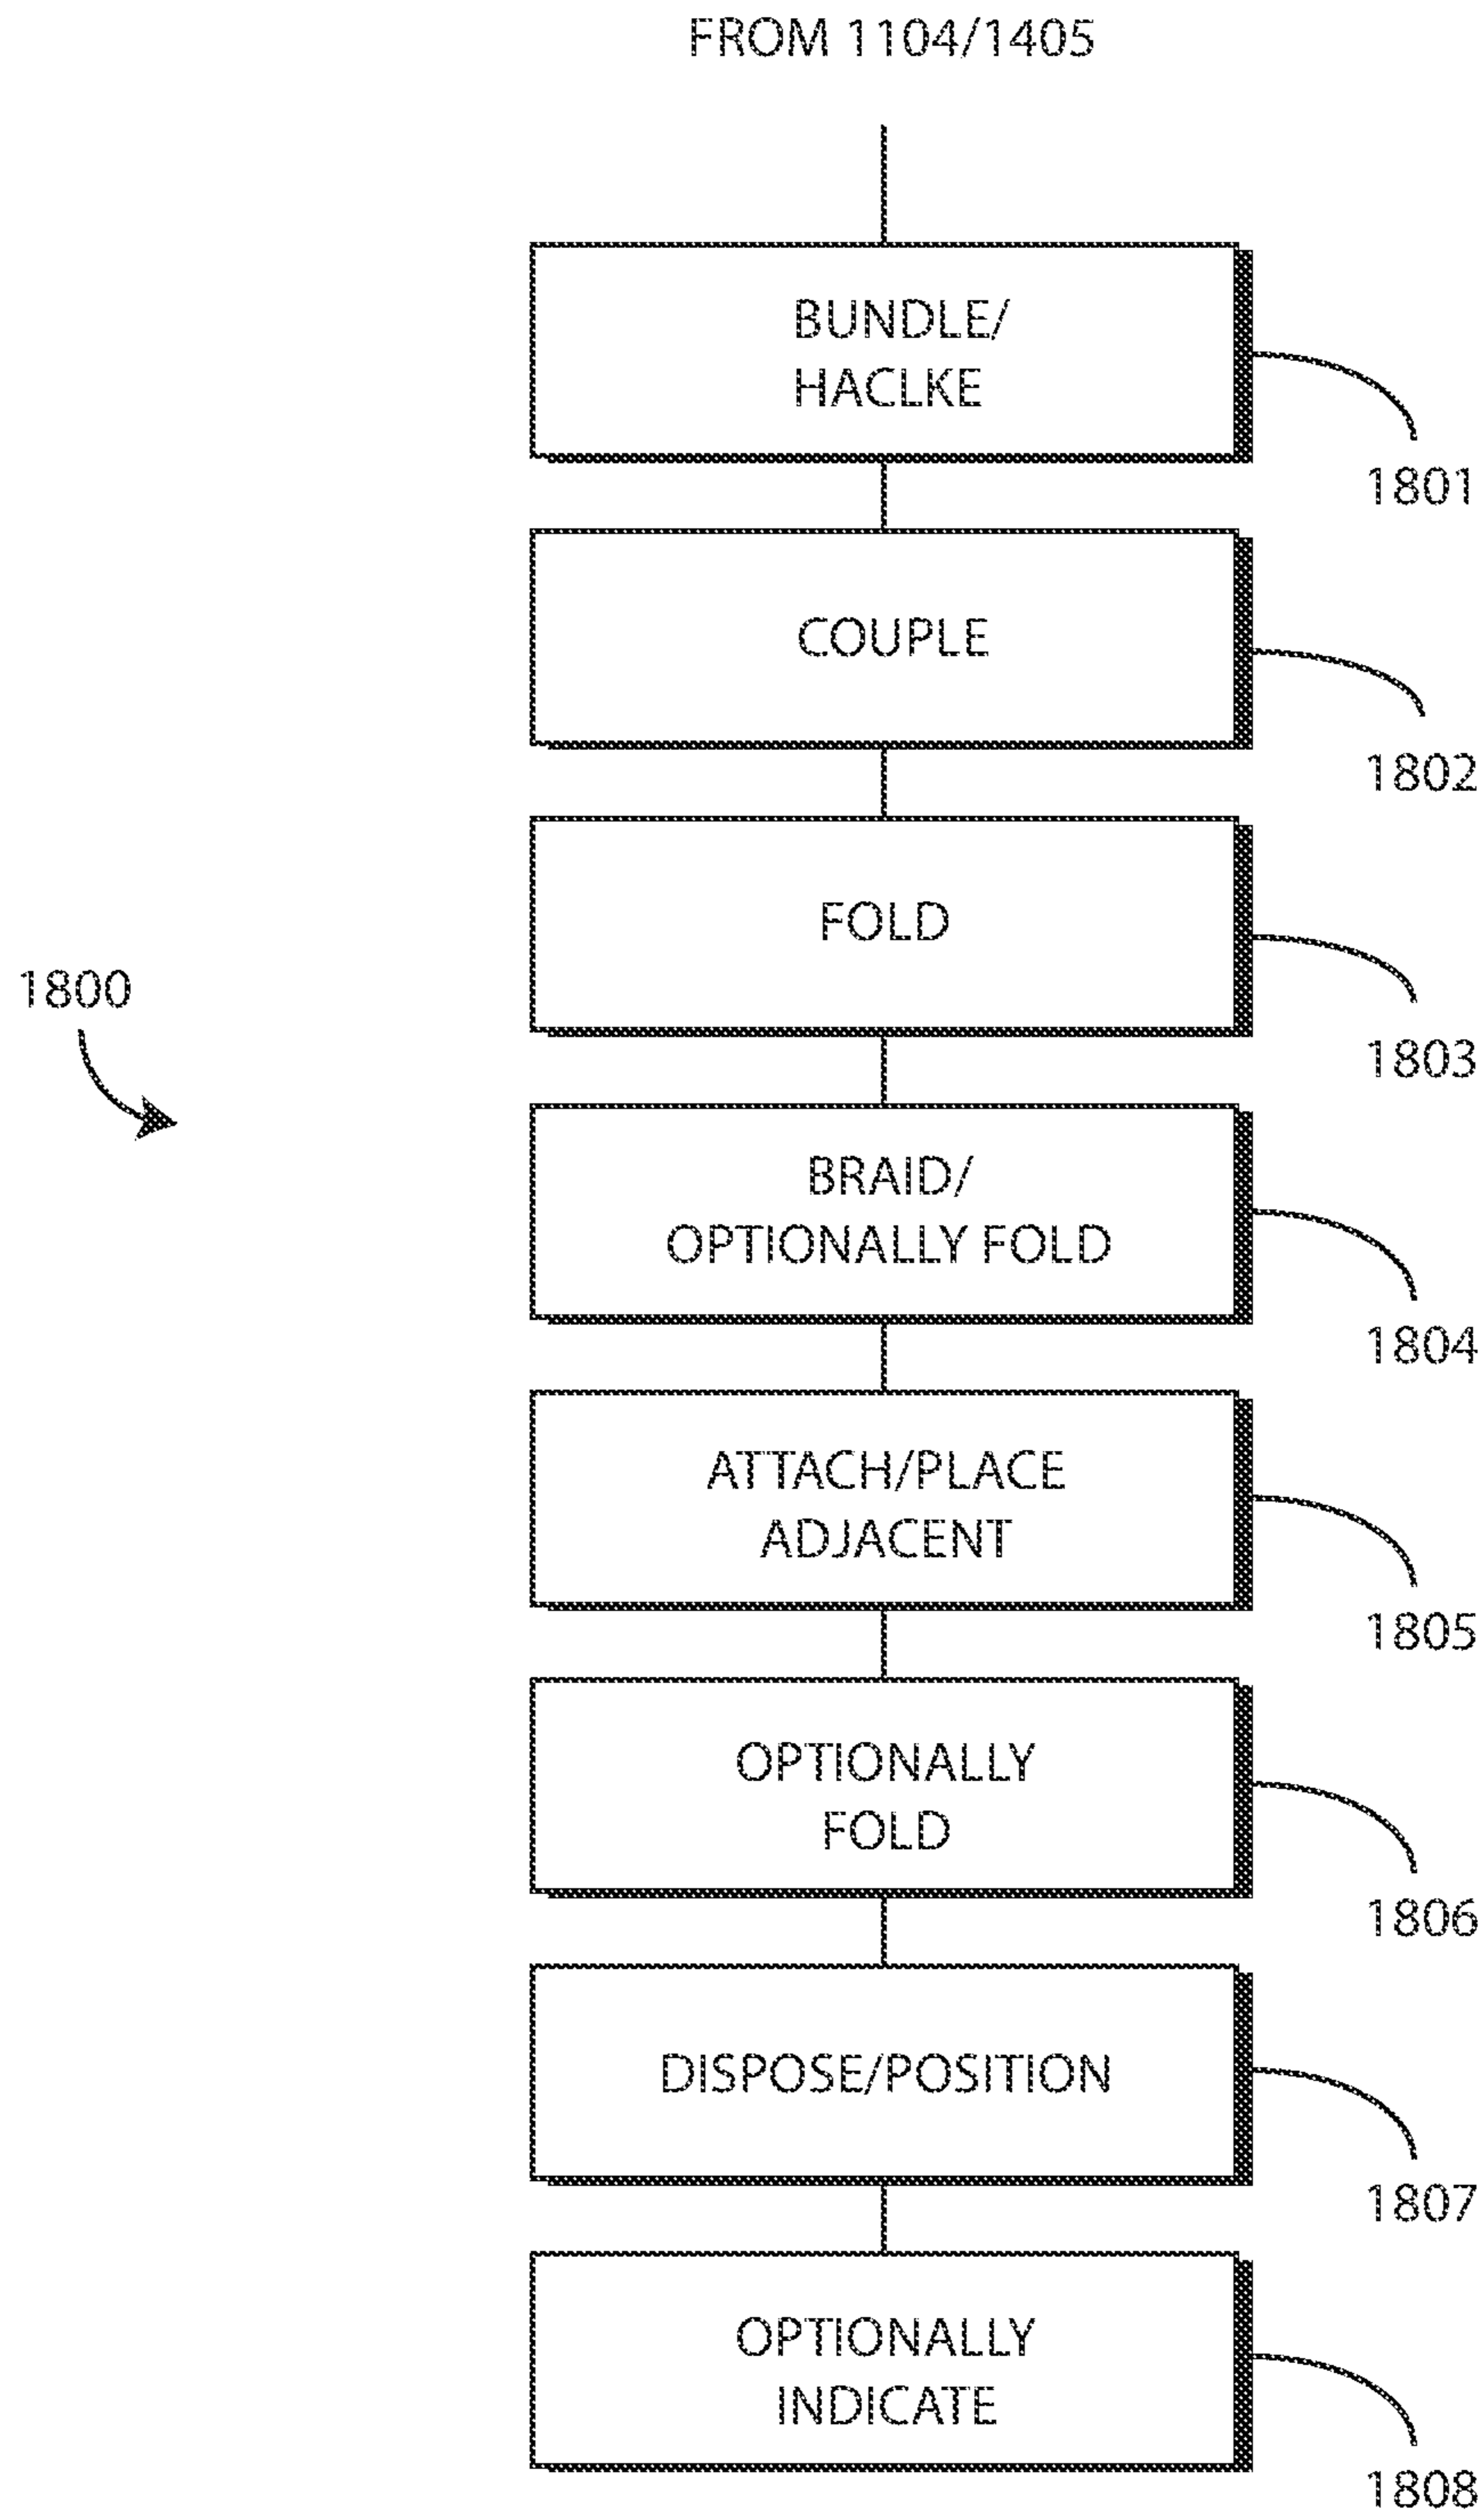 FROM 1104/1405
BUNDLE/
HACLKE
1801
COUPLE
1802
FOLD
1803
1800
BRAID/
OPTIONALLY FOLD
1804
ATTACH/PLACE
ADJACENT
1805
OPTIONALLY
FOLD
1806
DISPOSE/POSITION
1807
OPTIONALLY
INDICATE
1808